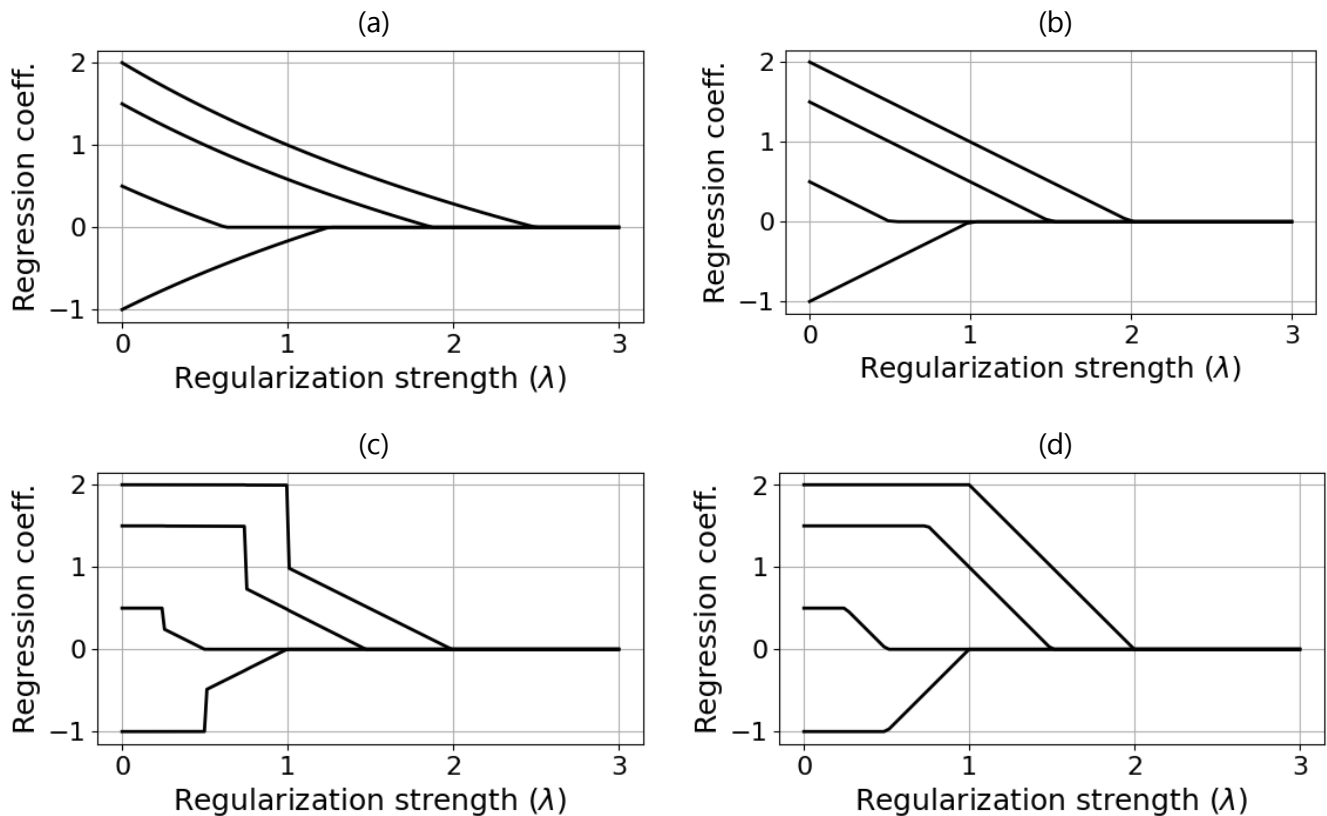 (a)
(b)
Regression coeff.
2
1
0
−1
0 1 2 3
Regularization strength (λ)
Regression coeff.
2
1
0
−1
0 1 2 3
Regularization strength (λ)
(c)
(d)
Regression coeff.
2
1
0
−1
0 1 2 3
Regularization strength (λ)
Regression coeff.
2
1
0
−1
0 1 2 3
Regularization strength (λ)